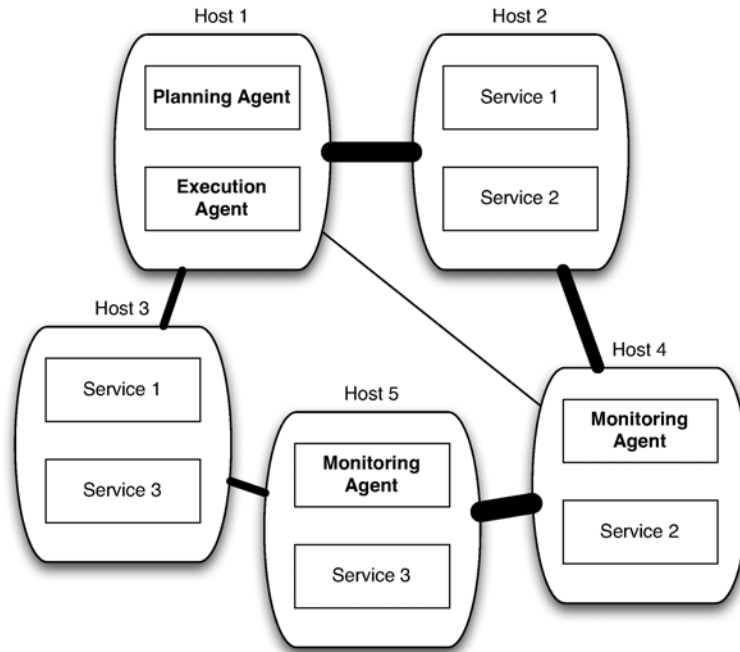 Host 1
Planning Agent
Execution
Agent
Host 2
Service 1
Service 2
Host 3
Service 1
Service 3
Host 5
Monitoring
Agent
Service 3
Host 4
Monitoring
Agent
Service 2